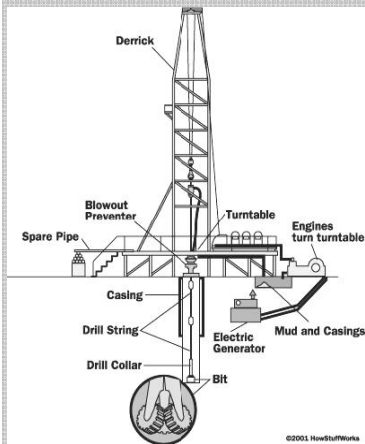 Derrick
Blowout
Preventer
Turntable
Engines
turn turntable
Spare Pipe
Casing
Mud and Casings
Drill String
Electric
Generator
Drill Collar
Bit
©2001 HowStuffWorks